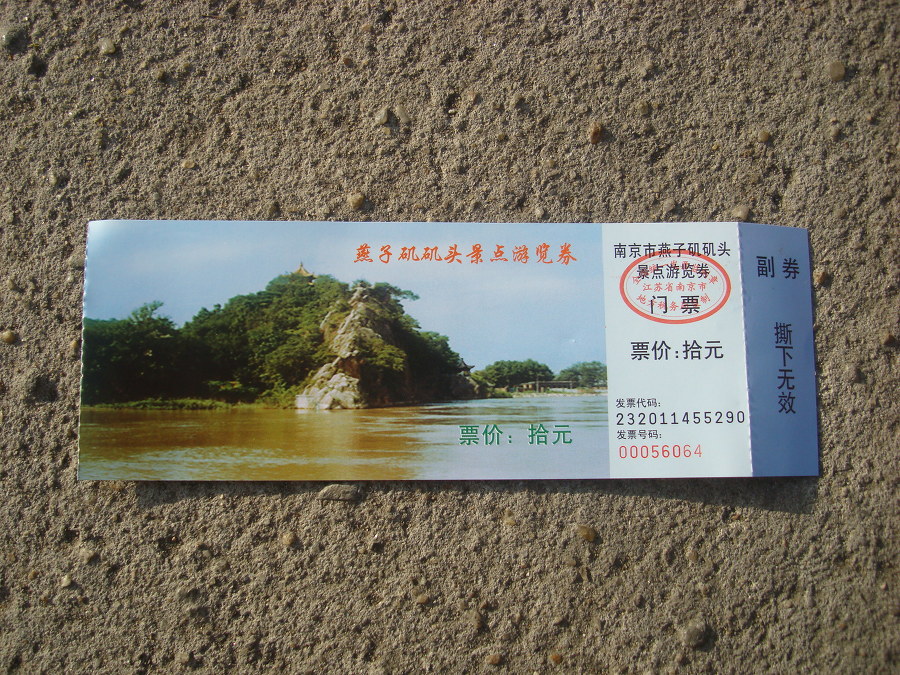 燕子矶矶头景点游览券
票价：拾元
南京市燕子矶矶头
景点游览券
江苏省南京市
门票
票价：拾元
发票代码：
232011455290
发票号码：
00056064
副券
撕下无效